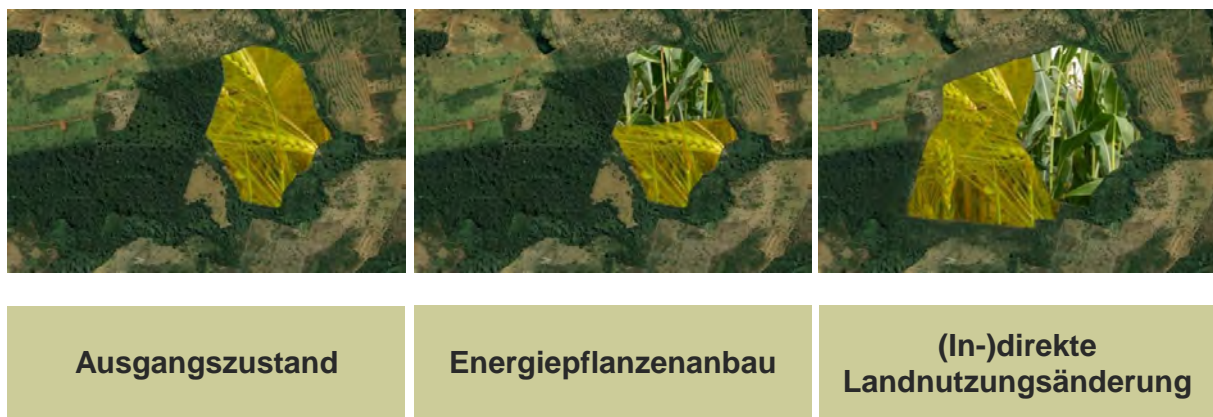 Ausgangszustand
Energiepflanzenanbau
(In-)direkte
Landnutzungsänderung